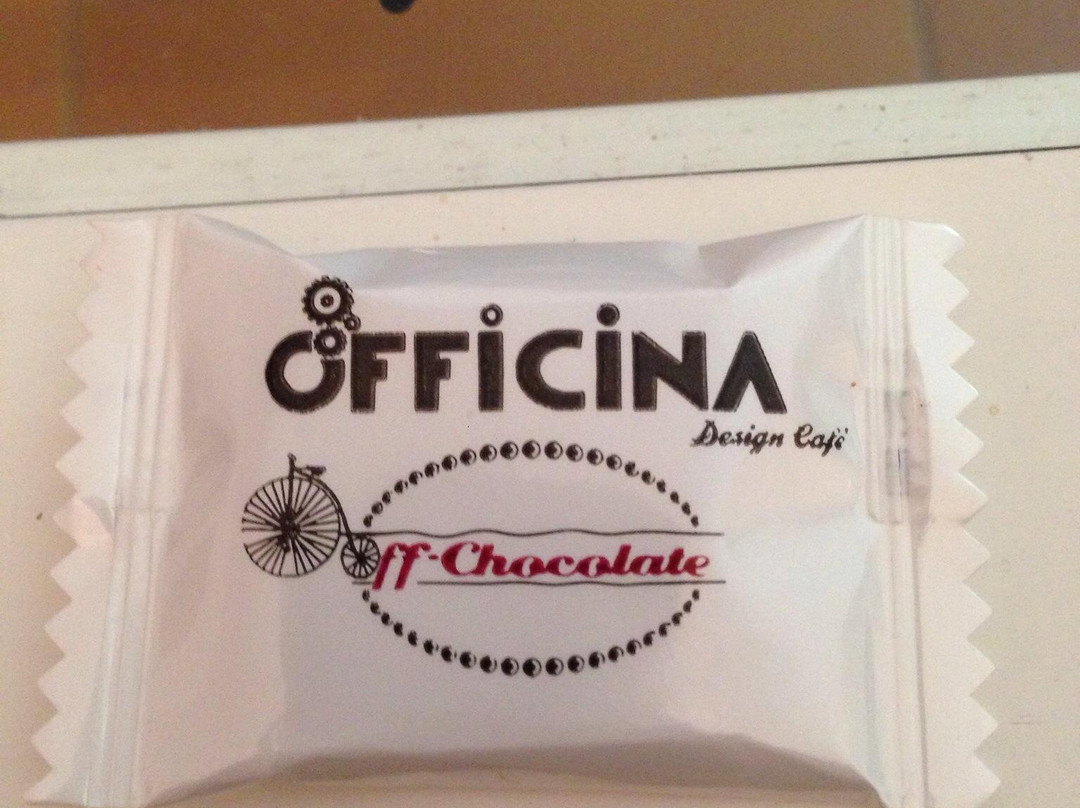 OFFICINA
Design Café
ff-Chocolate